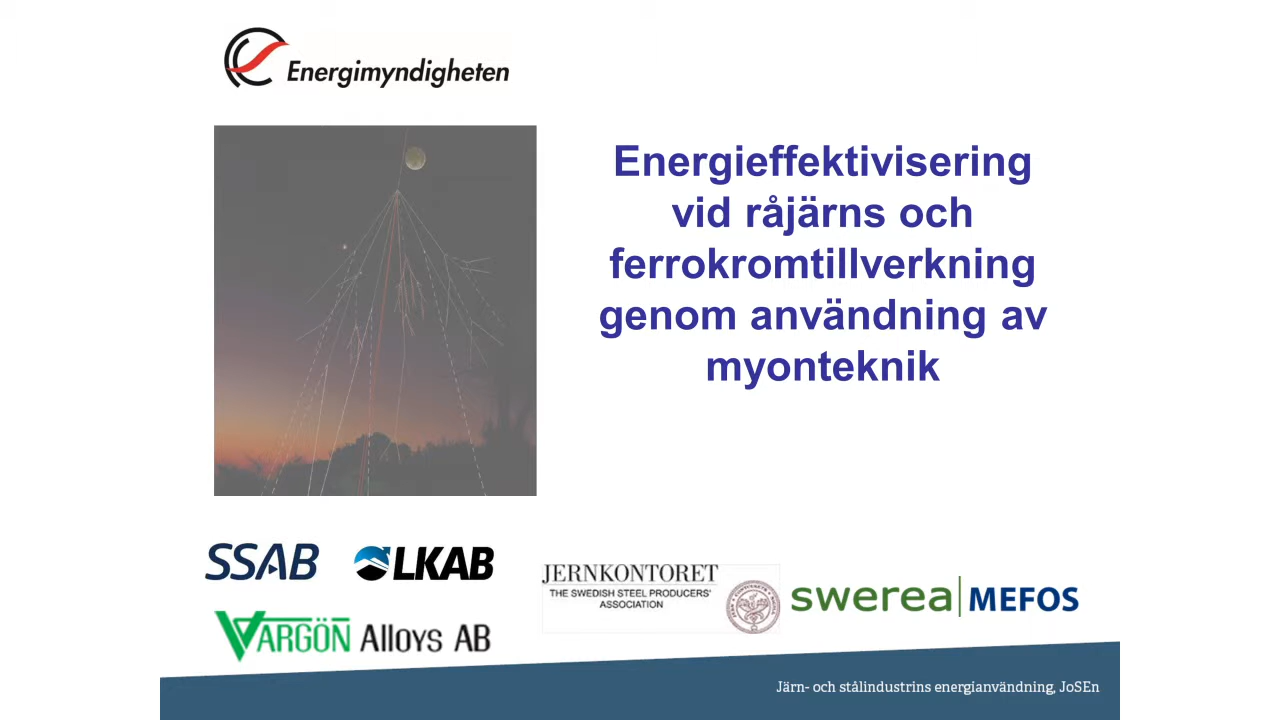 Energimyndigheten
Energieffektivisering
vid råjärns och
ferrokromtillverkning
genom användning av
myonteknik
SSAB
LKAB
JERNKONTORET
THE SWEDISH STEEL PRODUCERS'
ASSOCIATION
swerea MEFOS
VARGÖN Alloys AB
Järn- och stålindustrins energianvändning, JoSEn